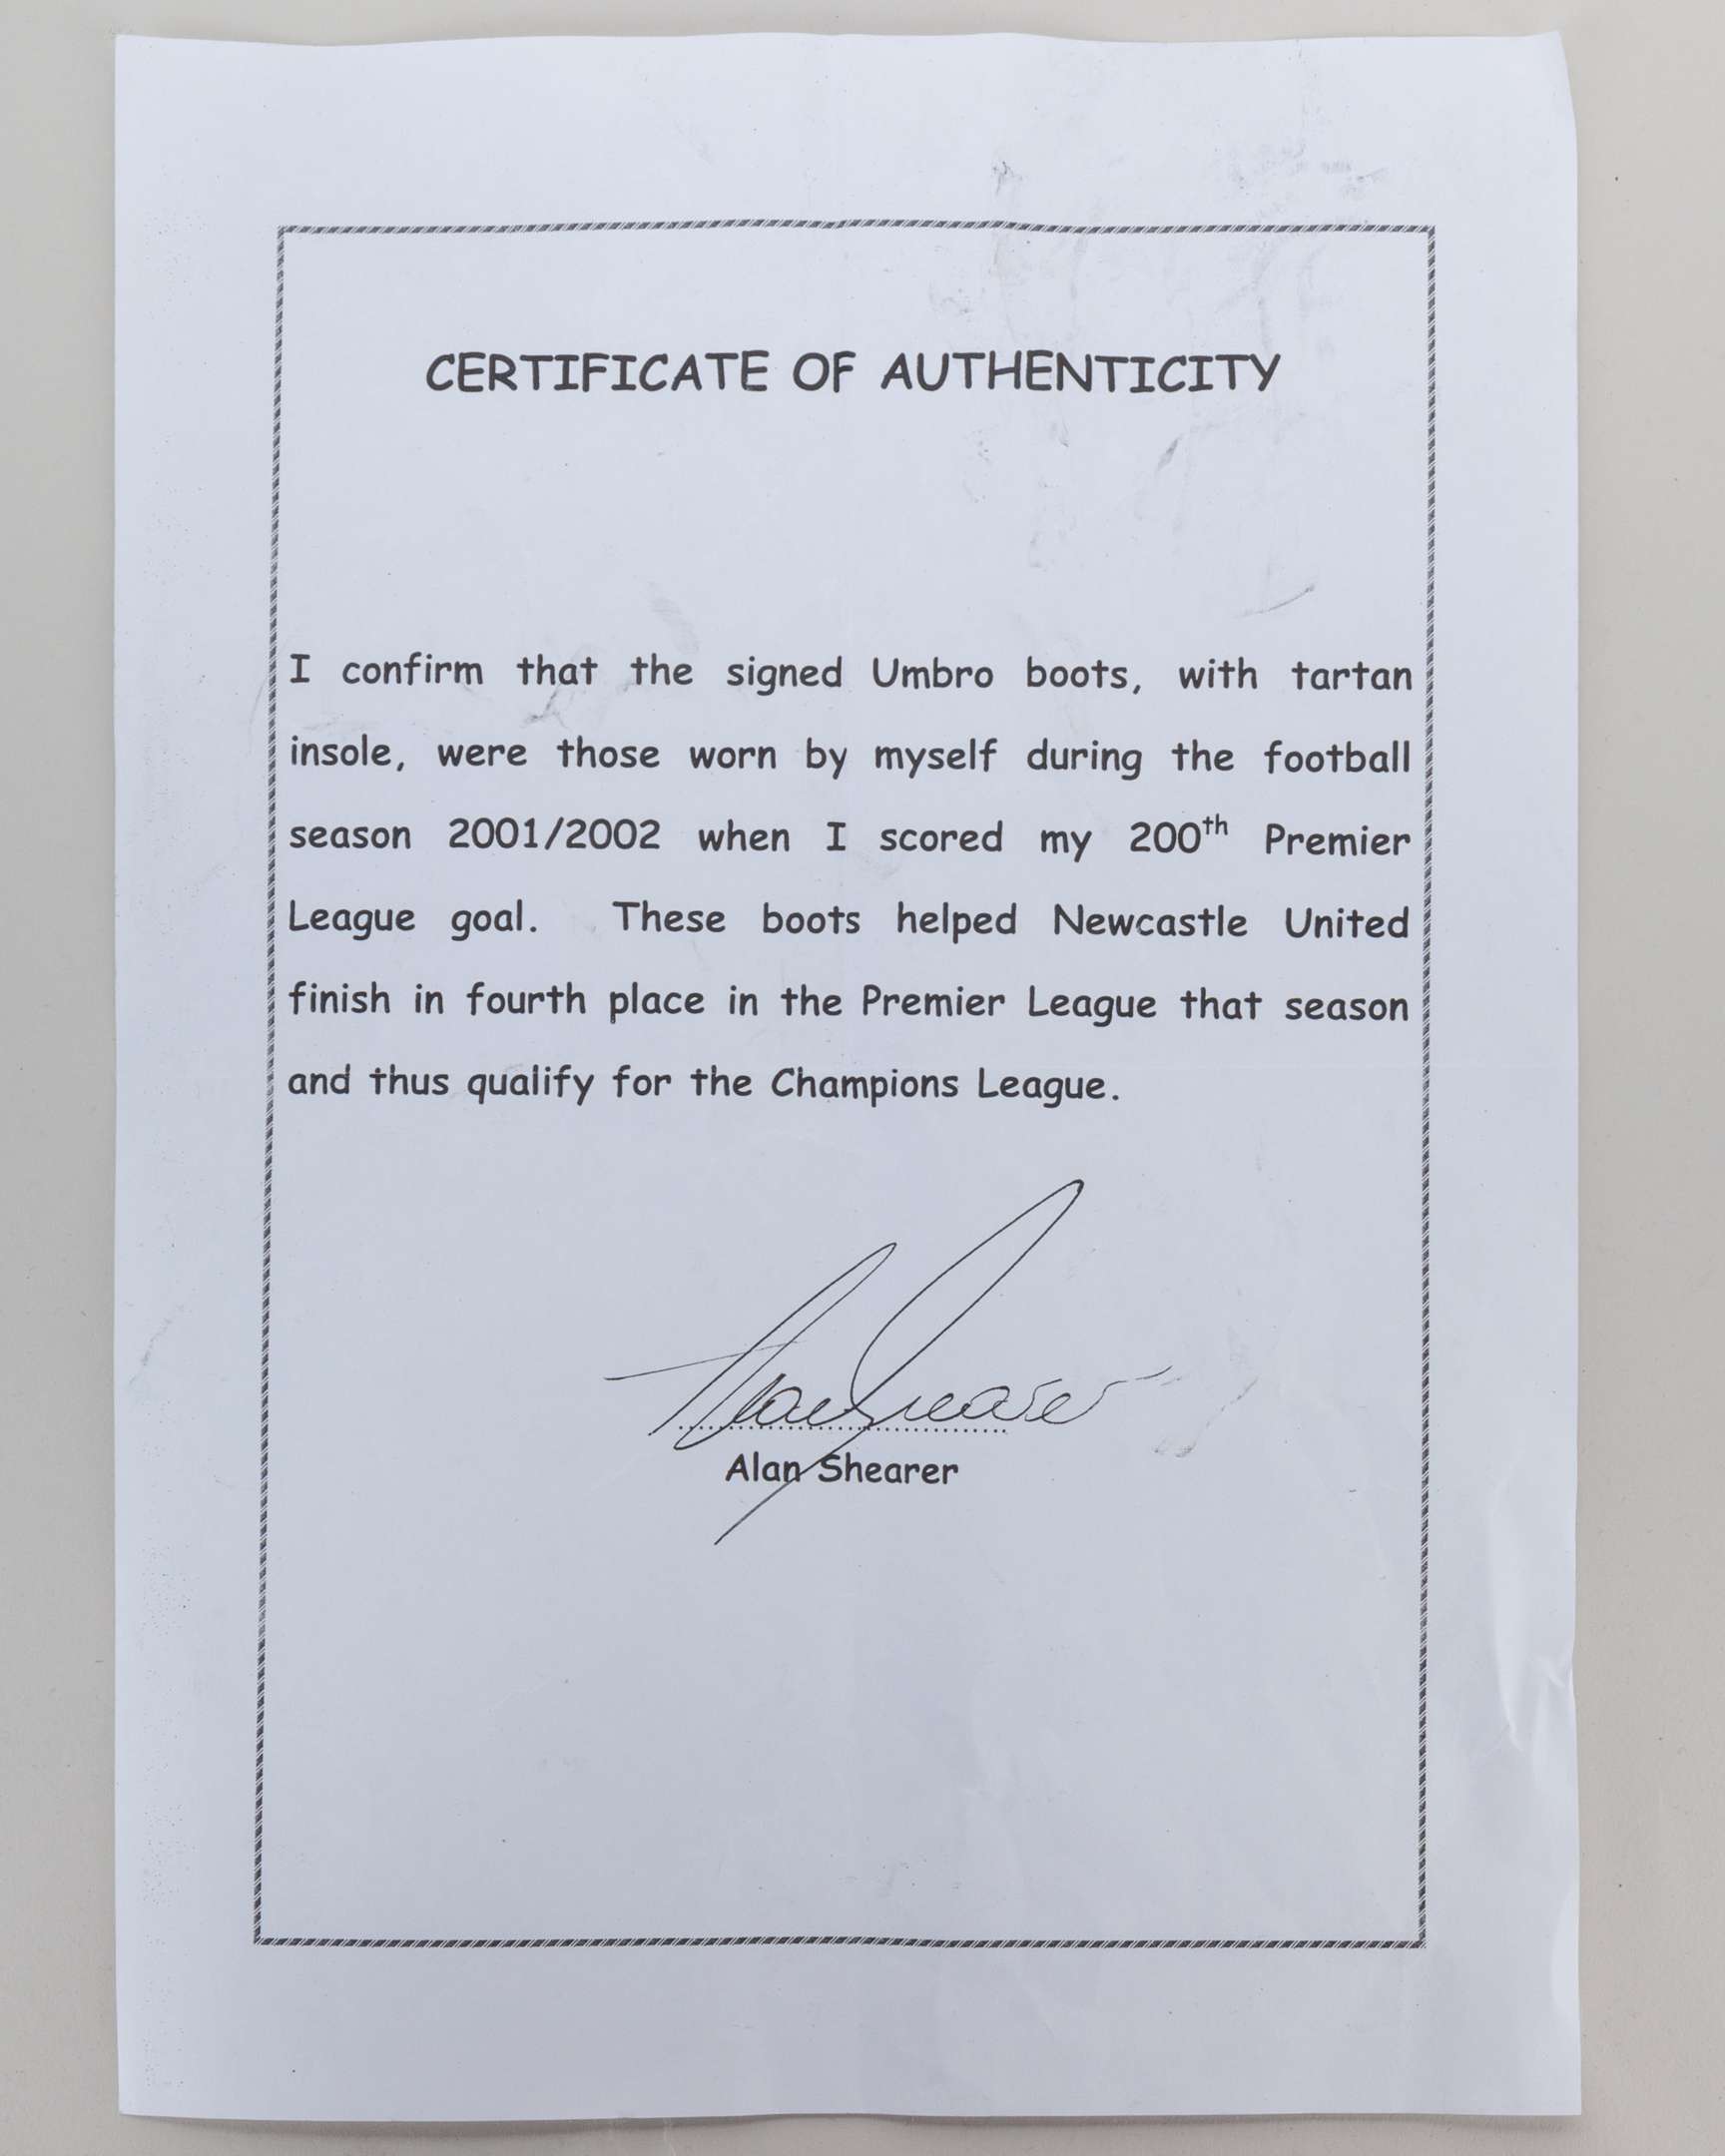 CERTIFICATE OF AUTHENTICITY
I confirm that the signed Umbro boots, with tartan
insole, were those worn by myself during the football
season 2001/2002 when I scored my 200th Premier
League goal. These boots helped Newcastle United
finish in fourth place in the Premier League that season
and thus qualify for the Champions League.
Alan Shearer
Alan Shearer